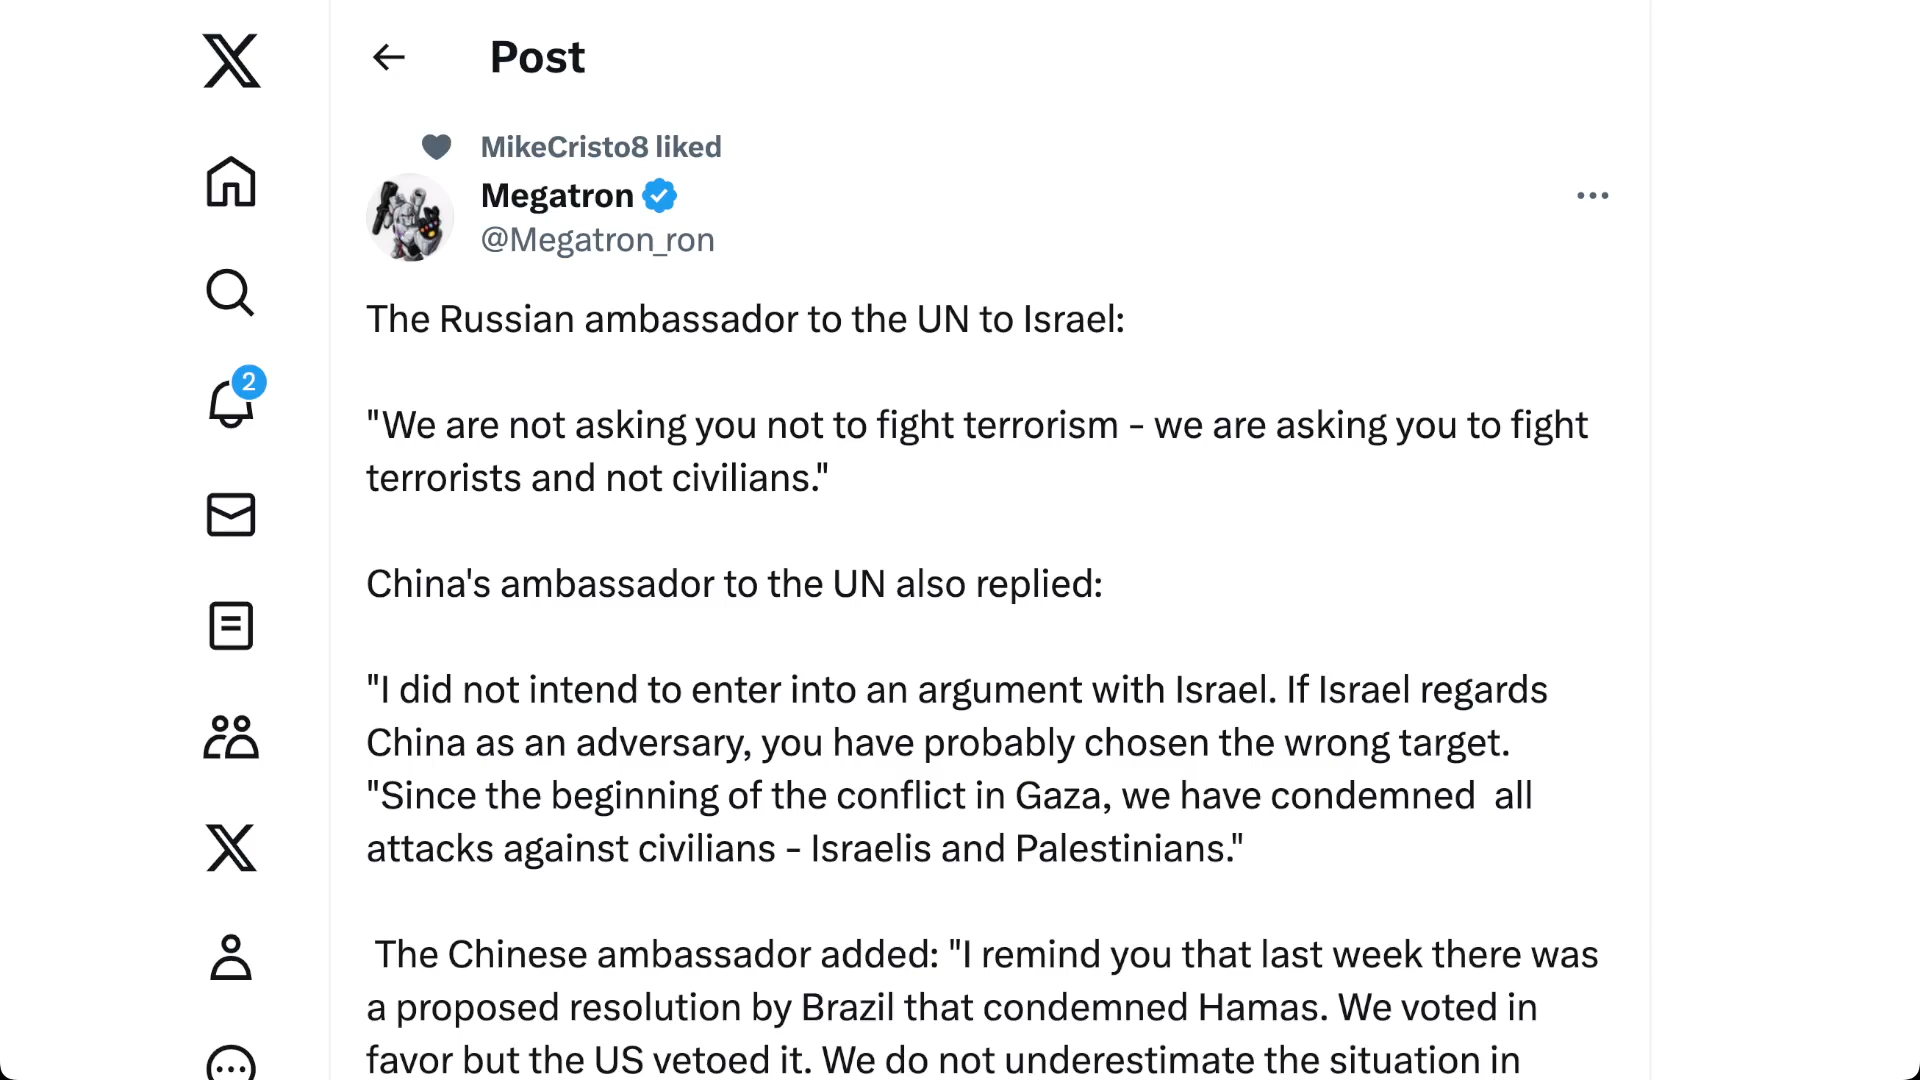 Post
MikeCristo8 liked
Megatron
@Megatron_ron
The Russian ambassador to the UN to Israel:
"We are not asking you not to fight terrorism - we are asking you to fight
terrorists and not civilians."
China's ambassador to the UN also replied:
"I did not intend to enter into an argument with Israel. If Israel regards
China as an adversary, you have probably chosen the wrong target.
"Since the beginning of the conflict in Gaza, we have condemned  all
attacks against civilians - Israelis and Palestinians."
The Chinese ambassador added: "I remind you that last week there was
a proposed resolution by Brazil that condemned Hamas. We voted in
favor but the US vetoed it. We do not underestimate the situation in
2